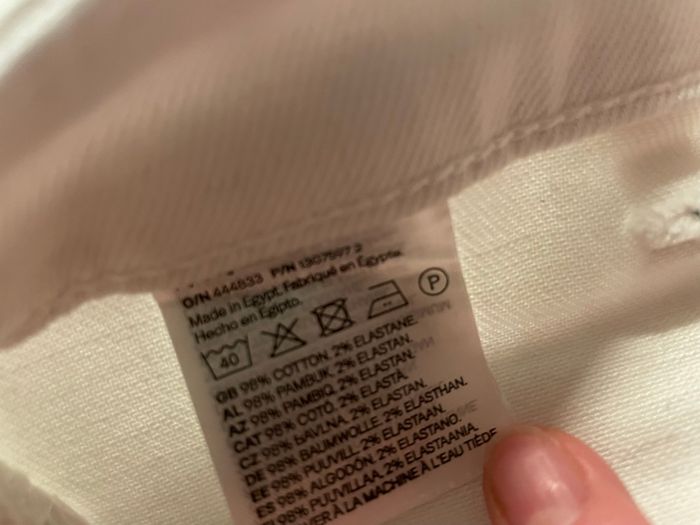 O/N 444833 P/N
Made in Egypt. Fabriqué en Égypte.
Hecho en Egipto.
40 P
GB 98% COTTON. 2% ELASTANE.
AL 98% PAMBUK. 2% ELASTAN.
AZ 98% PAMBIQ. 2% ELASTAN.
CAT 98% COTÓ. 2% ELASTÀ.
CZ 98% BAVLNA. 2% ELASTAN.
DE 98% BAUMWOLLE. 2% ELASTHAN.
EE 98% PUUVILL. 2% ELASTAAN.
ES 98% ALGODÓN. 2% ELASTANO.
FI 98% PUUVILLAA. 2% ELASTAANIA.
À LA MACHINE À L'EAU TIÈDE